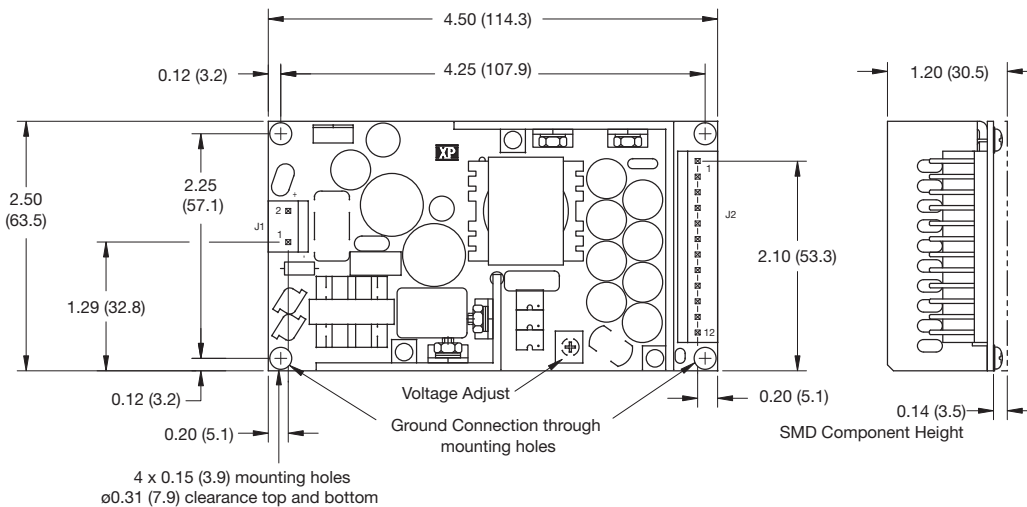 4.50 (114.3)
0.12 (3.2)
4.25 (107.9)
1.20 (30.5)
XP
2.50
(63.5)
2.25
(57.1)
+
2
J1
1
-
1
J2
12
2.10 (53.3)
1.29 (32.8)
0.12 (3.2)
0.20 (5.1)
Voltage Adjust
Ground Connection through
mounting holes
0.20 (5.1)
0.14 (3.5)
SMD Component Height
4 x 0.15 (3.9) mounting holes
ø0.31 (7.9) clearance top and bottom